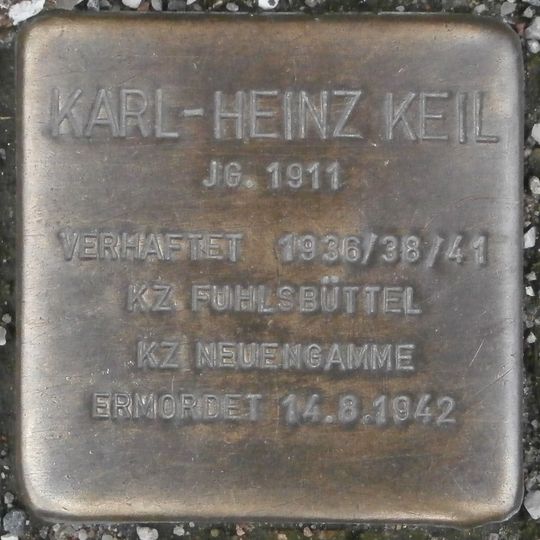 KARL-HEINZ KEIL
JG. 1911
VERHAFTET 1936/38/41
KZ FUHLSBÜTTEL
KZ NEUENGAMME
ERMORDET 14.8.1942